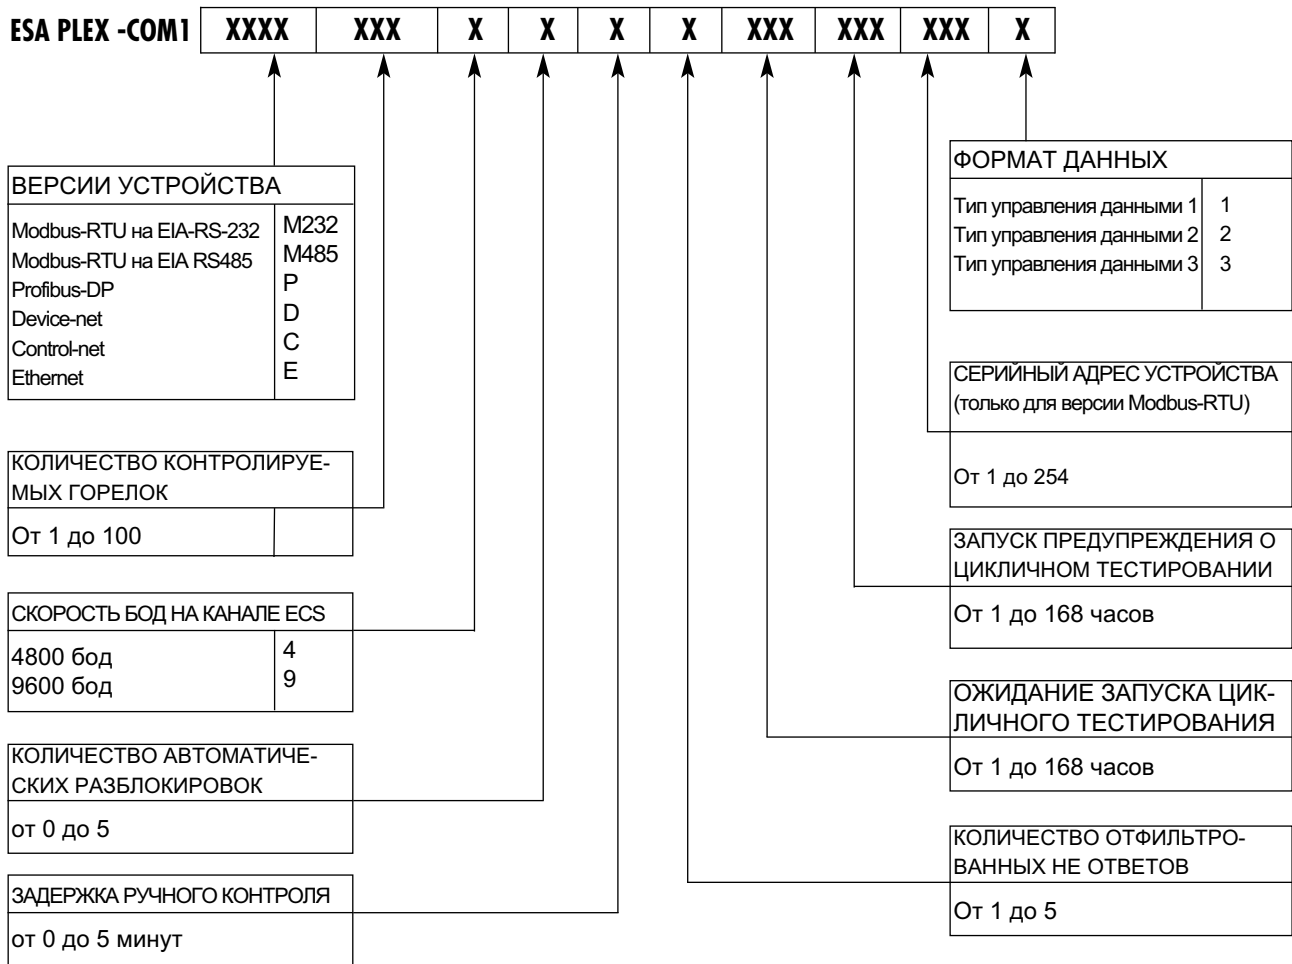 ESA PLEX -COM1 XXXX XXX X X X X XXX XXX XXX X
ВЕРСИИ УСТРОЙСТВА
Modbus-RTU на EIA-RS-232 M232
Modbus-RTU на EIA RS485 M485
Profibus-DP P
Device-net D
Control-net C
Ethernet E
КОЛИЧЕСТВО КОНТРОЛИРУЕ-
МЫХ ГОРЕЛОК
От 1 до 100
СКОРОСТЬ БОД НА КАНАЛЕ ECS
4800 бод 4
9600 бод 9
КОЛИЧЕСТВО АВТОМАТИЧЕ-
СКИХ РАЗБЛОКИРОВОК
от 0 до 5
ЗАДЕРЖКА РУЧНОГО КОНТРОЛЯ
от 0 до 5 минут
ФОРМАТ ДАННЫХ
Тип управления данными 1 1
Тип управления данными 2 2
Тип управления данными 3 3
СЕРИЙНЫЙ АДРЕС УСТРОЙСТВА
(только для версии Modbus-RTU)
От 1 до 254
ЗАПУСК ПРЕДУПРЕЖДЕНИЯ О
ЦИКЛИЧНОМ ТЕСТИРОВАНИИ
От 1 до 168 часов
ОЖИДАНИЕ ЗАПУСКА ЦИК-
ЛИЧНОГО ТЕСТИРОВАНИЯ
От 1 до 168 часов
КОЛИЧЕСТВО ОТФИЛЬТРО-
ВАННЫХ НЕ ОТВЕТОВ
От 1 до 5